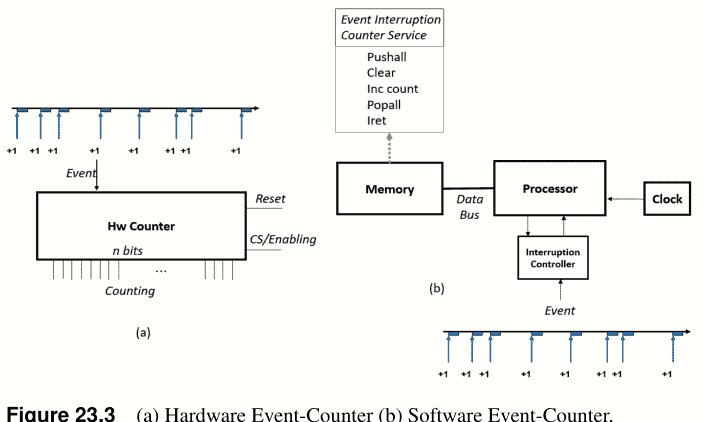 +1 +1 +1 +1 +1 +1 +1 +1
Event
Hw Counter
n bits
Reset
CS/Enabling
...
Counting
(a)
Event Interruption
Counter Service
Pushall
Clear
Inc count
Popall
Iret
Memory
Data
Bus
Processor
Clock
Interruption
Controller
(b)
Event
+1 +1 +1 +1 +1 +1 +1 +1
Figure 23.3 (a) Hardware Event-Counter (b) Software Event-Counter.